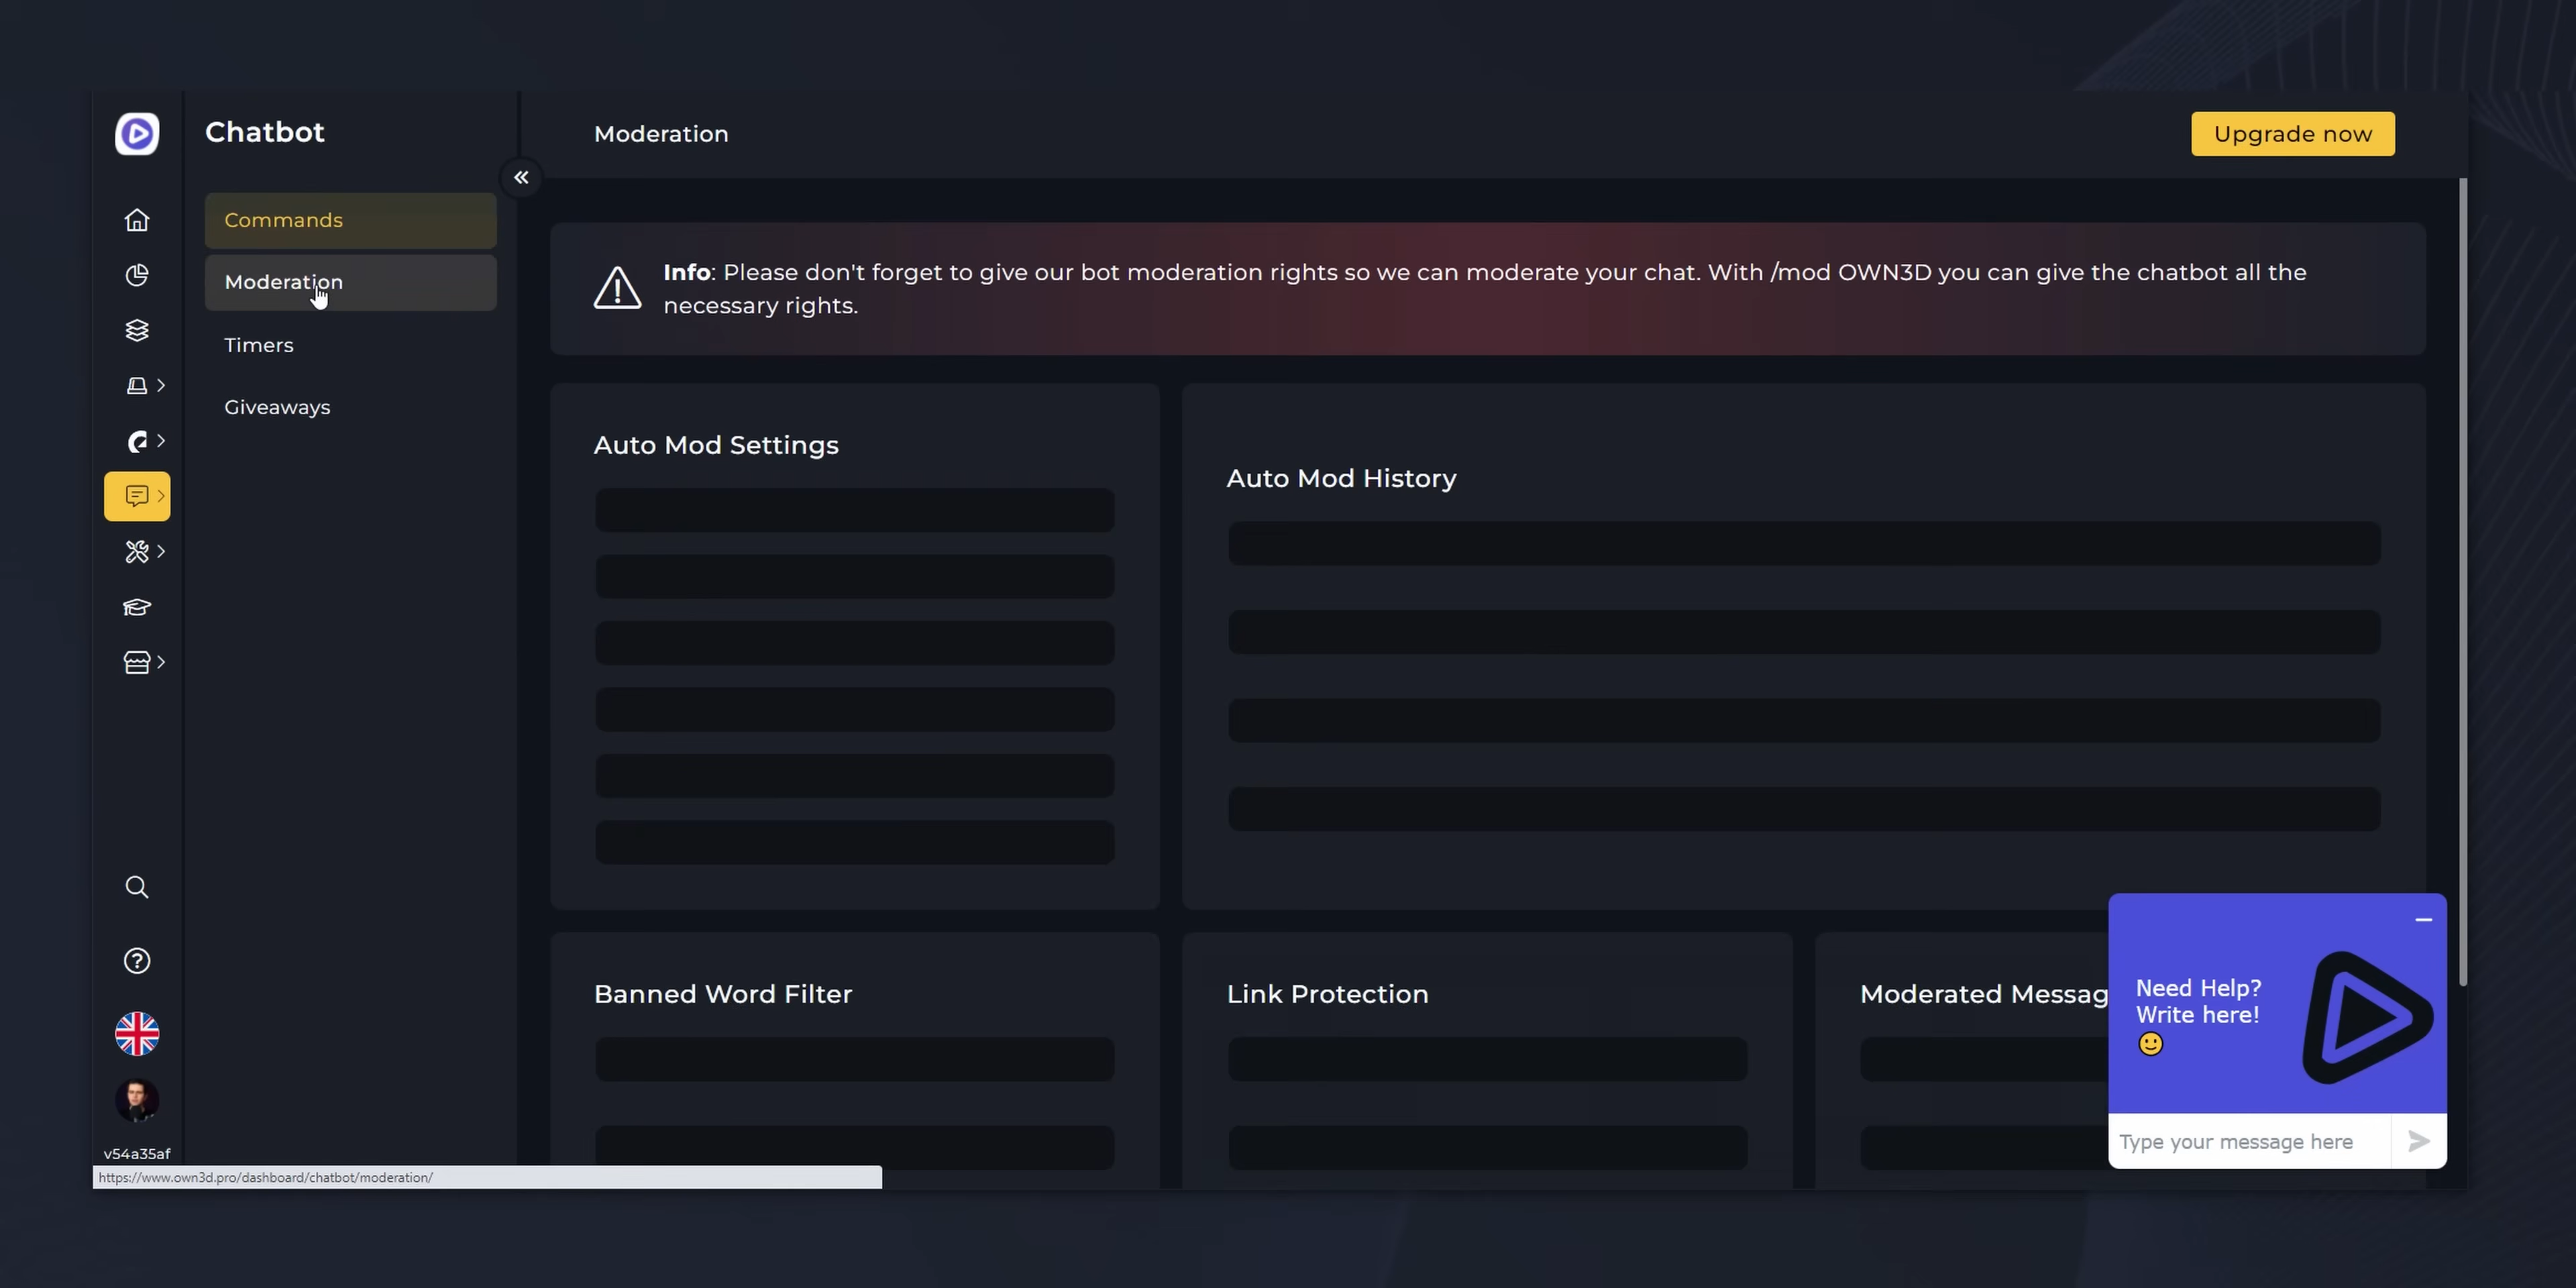 Chatbot
Moderation
Upgrade now
Commands
Moderation
Timers
Giveaways
Info: Please don't forget to give our bot moderation rights so we can moderate your chat. With /mod OWN3D you can give the chatbot all the
necessary rights.
Auto Mod Settings
Auto Mod History
Banned Word Filter
Link Protection
Moderated Messag
Need Help?
Write here!
Type your message here
v54a35af
https://www.own3d.pro/dashboard/chatbot/moderation/